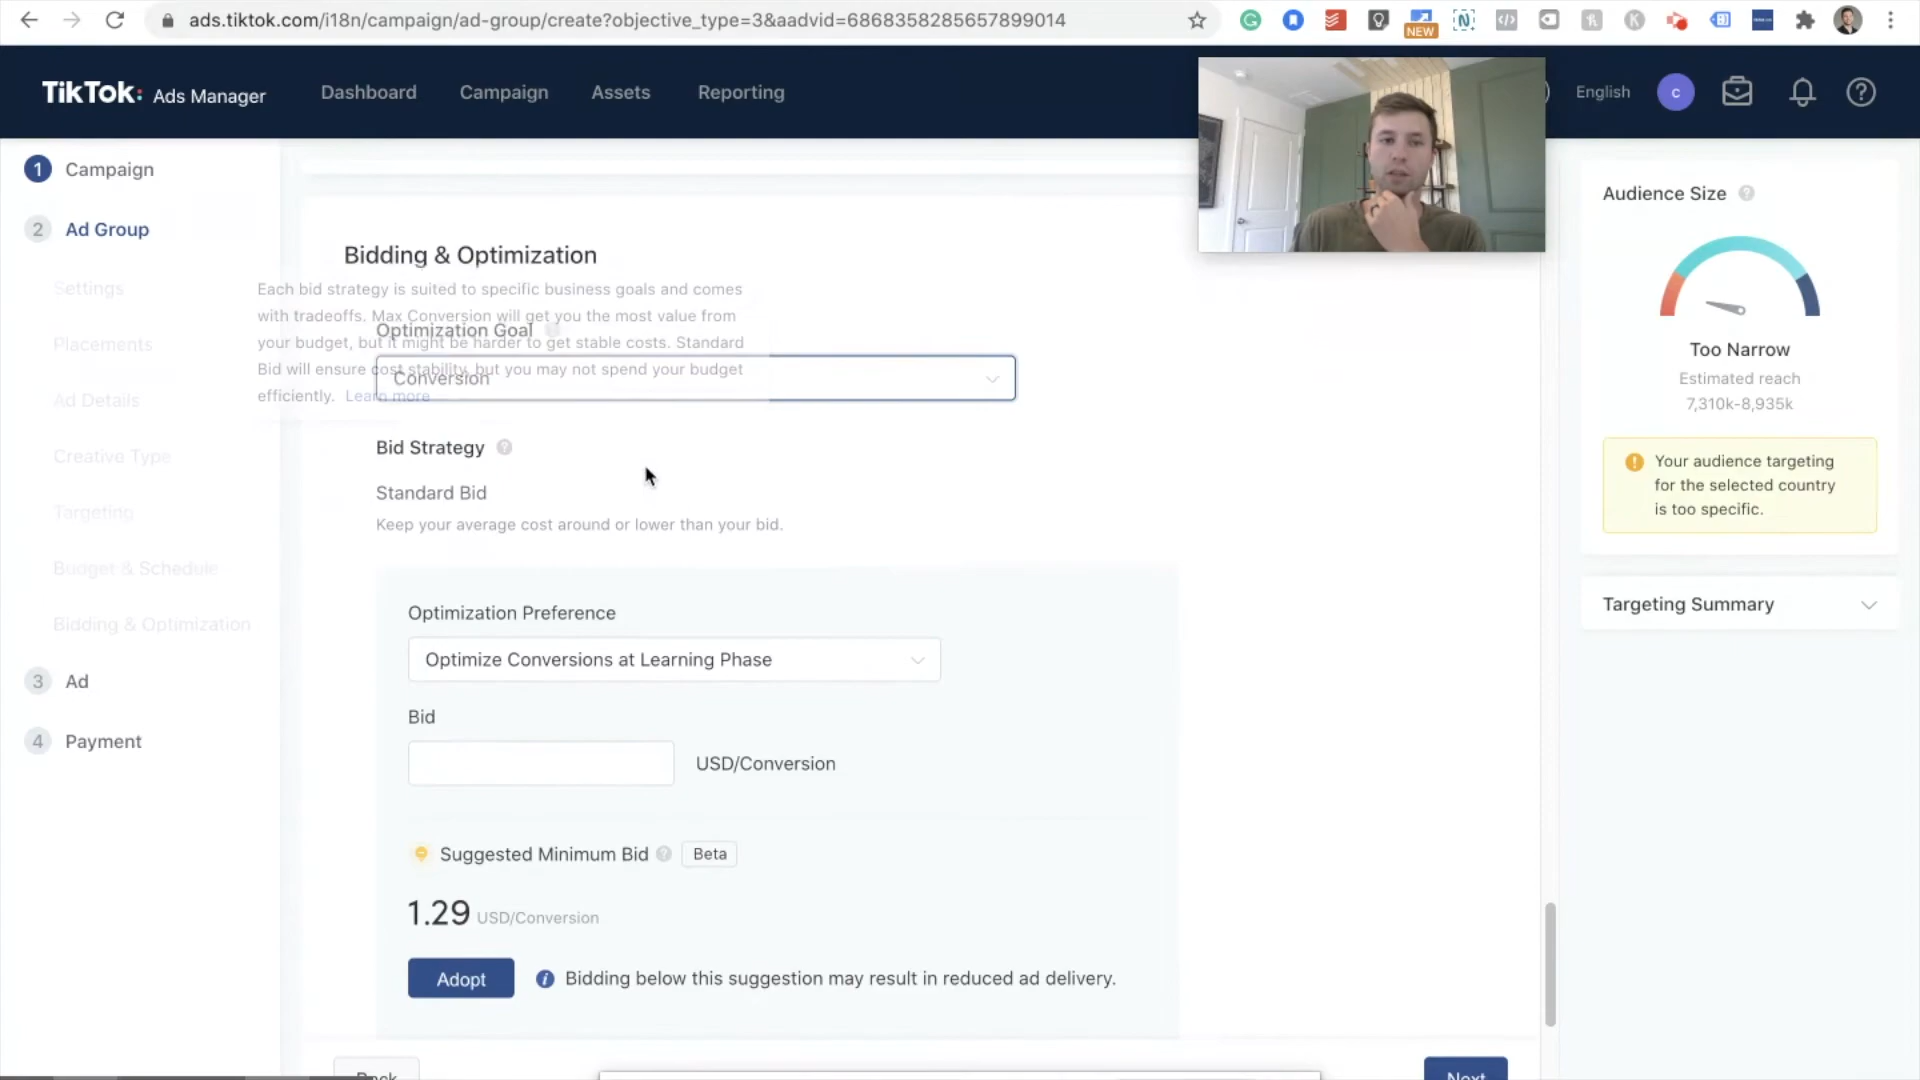 ads.tiktok.com/i18n/campaign/ad-group/create?objective_type=3&aadvid=6868358285657899014
NEW
TikTok: Ads Manager
Dashboard
Campaign
Assets
Reporting
English
c
1 Campaign
2 Ad Group
Settings
Placements
Ad Details
Creative Type
Targeting
Budget & Schedule
Bidding & Optimization
3 Ad
4 Payment
Bidding & Optimization
Each bid strategy is suited to specific business goals and comes
with tradeoffs. Max Conversion will get you the most value from
your budget, but it might be harder to get stable costs. Standard
Bid will ensure cost stability, but you may not spend your budget
efficiently. Learn more
Optimization Goal
Conversion
Bid Strategy
Standard Bid
Keep your average cost around or lower than your bid.
Optimization Preference
Optimize Conversions at Learning Phase
Bid
USD/Conversion
Suggested Minimum Bid
Beta
1.29 USD/Conversion
Adopt
Bidding below this suggestion may result in reduced ad delivery.
Back
Next
Audience Size
Too Narrow
Estimated reach
7,310k-8,935k
Your audience targeting
for the selected country
is too specific.
Targeting Summary